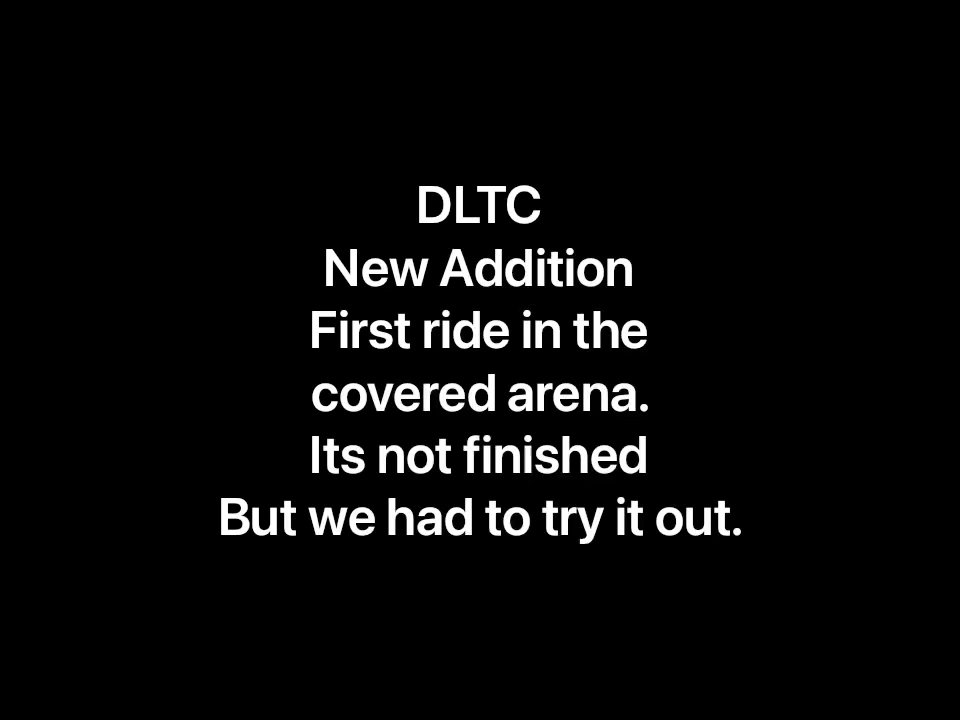 DLTC
New Addition
First ride in the
covered arena.
Its not finished
But we had to try it out.